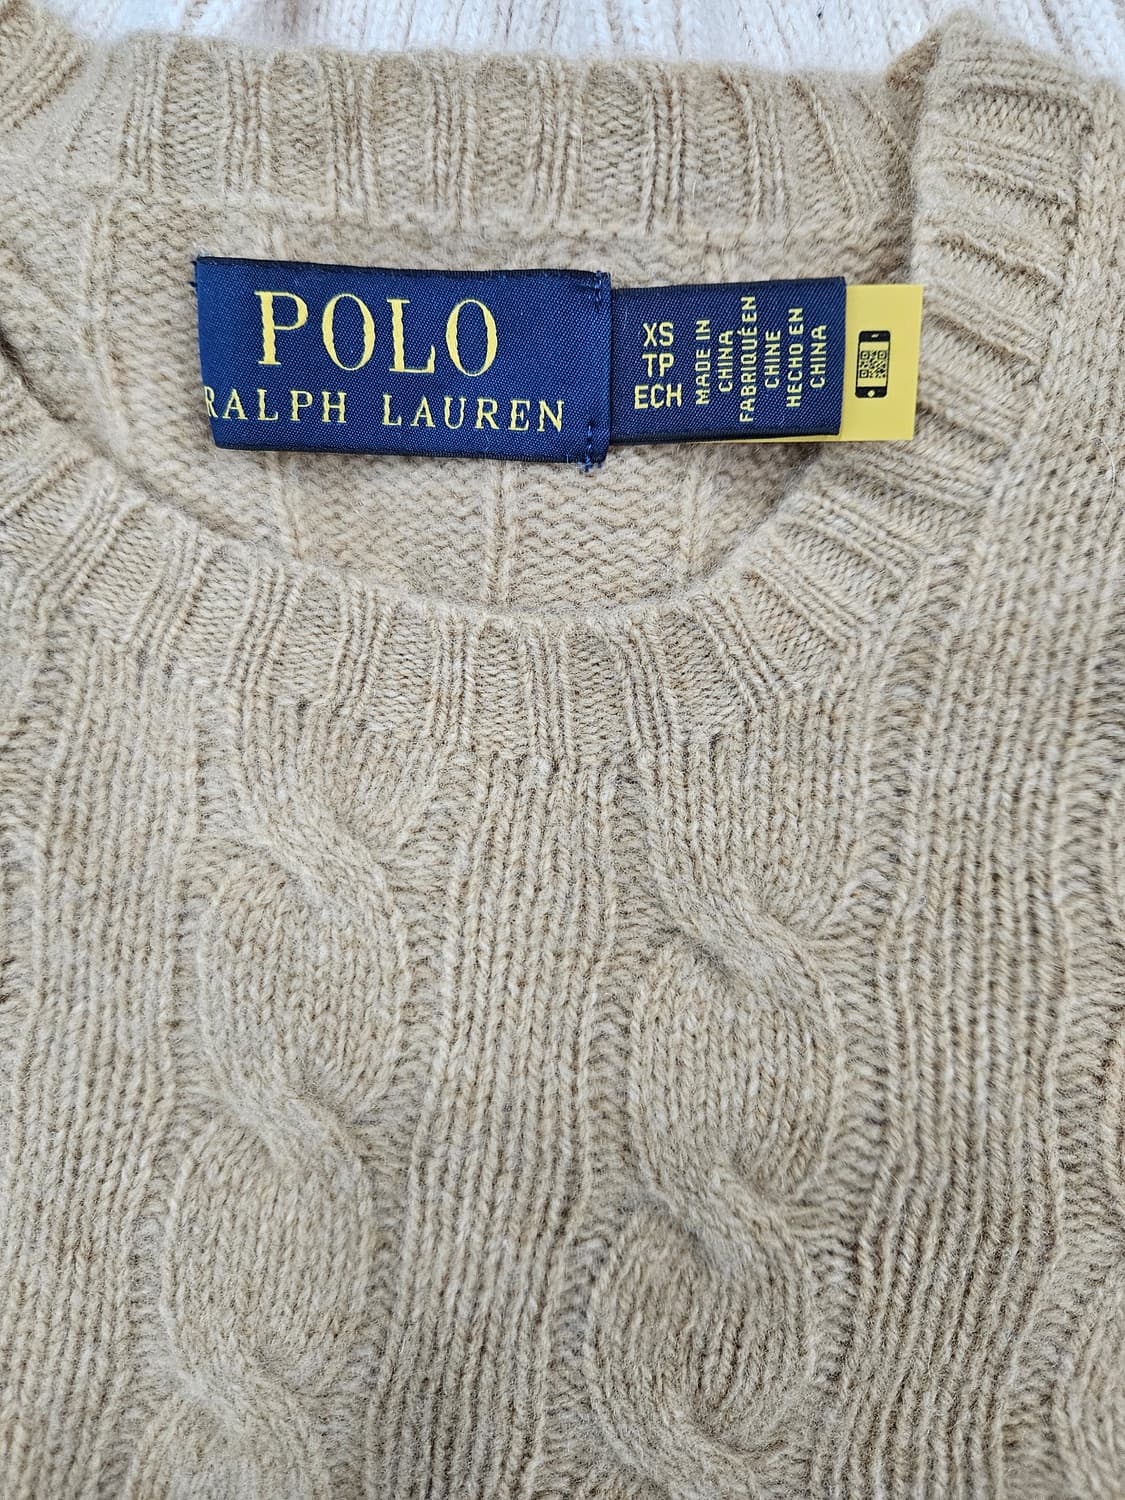 POLO
RALPH LAUREN
XS
TP
ECH
MADE IN
CHINA
FABRIQUÉ EN
CHINE
HECHO EN
CHINA